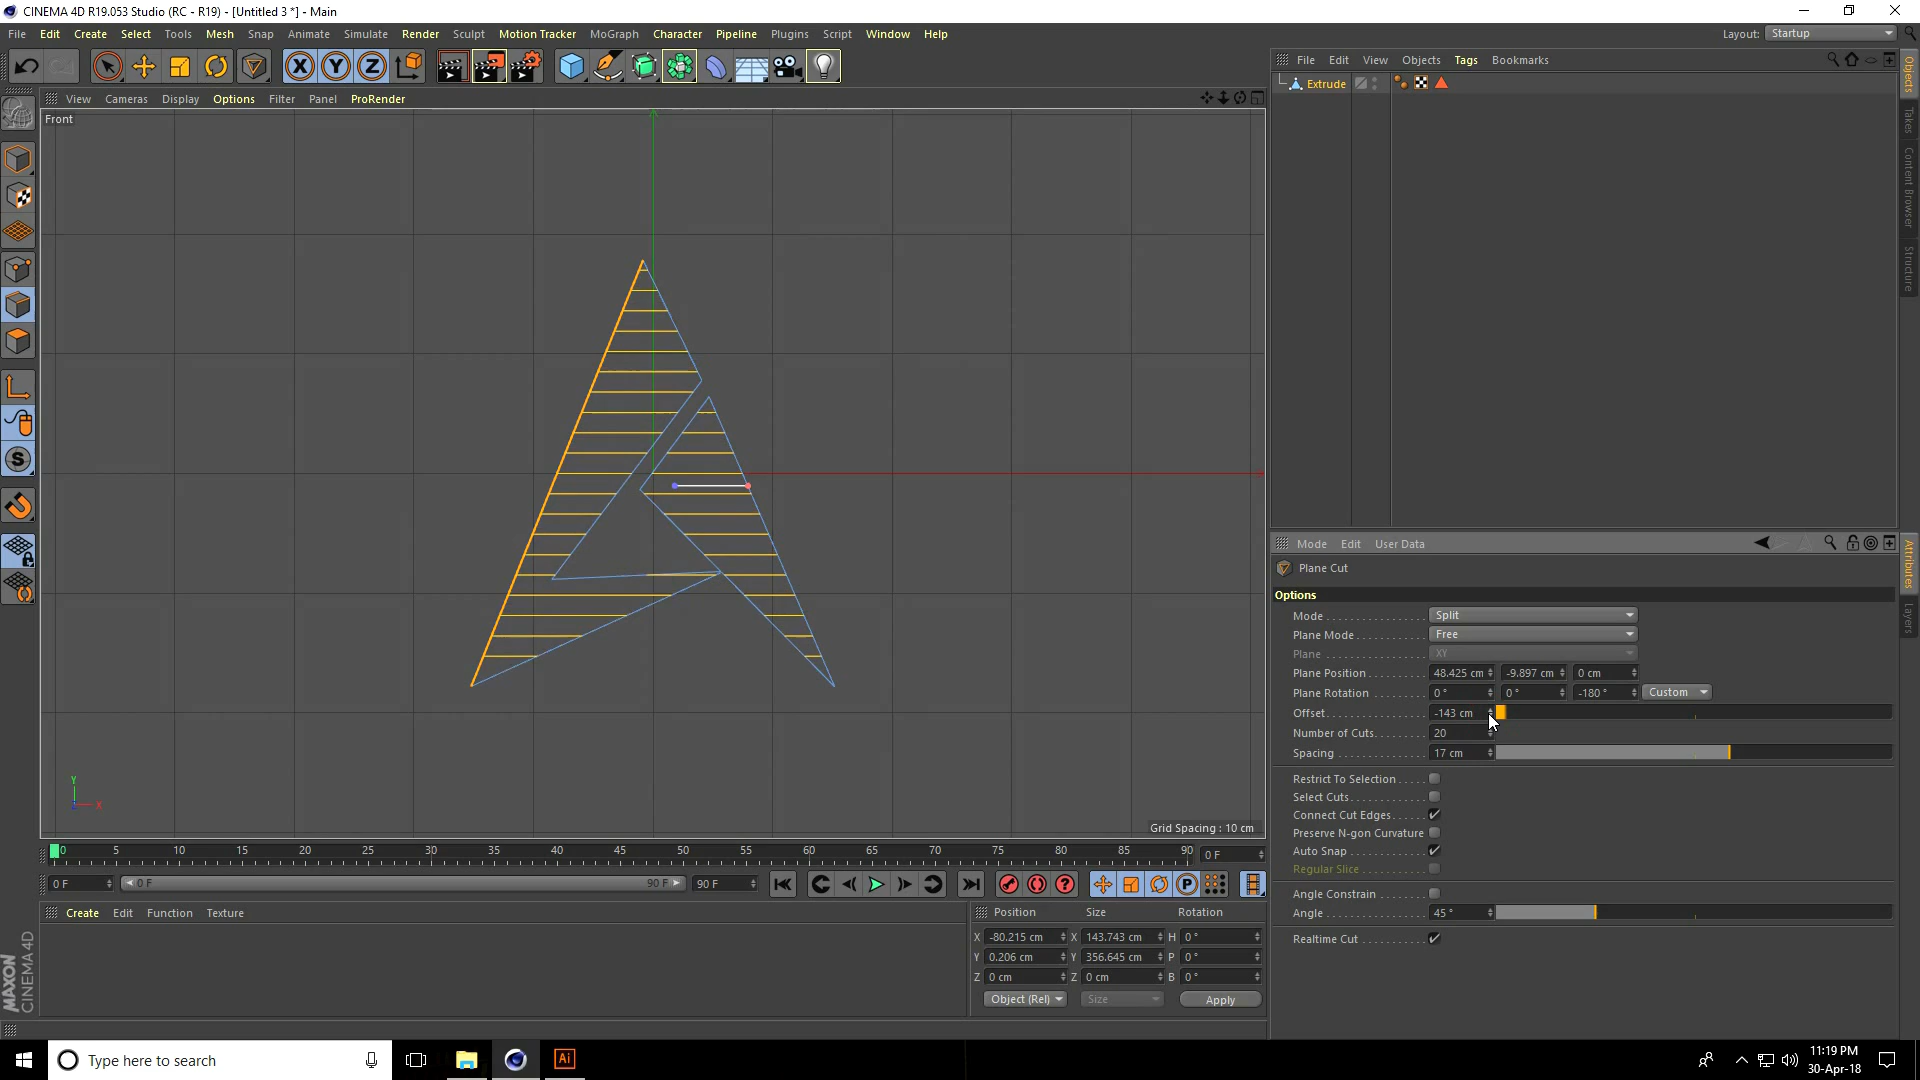 CINEMA 4D R19.053 Studio (RC - R19) - [Untitled 3 *] - Main
File Edit Create Select Tools Mesh Snap Animate Simulate Render Sculpt Motion Tracker MoGraph Character Pipeline Plugins Script Window Help
Layout: Startup
File Edit View Objects Tags Bookmarks
View Cameras Display Options Filter Panel ProRender
Front
Extrude
Objects
Takes
Content Browser
Structure
Attributes
Layers
Mode Edit User Data
Plane Cut
Options
Mode Split
Plane Mode Free
Plane XY
Plane Position 48.425 cm -9.897 cm 0 cm
Plane Rotation 0° 0° -180° Custom
Offset -143 cm
Number of Cuts 20
Spacing 17 cm
Restrict To Selection
Select Cuts
Connect Cut Edges
Preserve N-gon Curvature
Auto Snap
Regular Slice
Angle Constrain
Angle 45°
Realtime Cut
Y
X
Grid Spacing : 10 cm
0 5 10 15 20 25 30 35 40 45 50 55 60 65 70 75 80 85 90 0 F
0 F 0 F 90 F 90 F
Create Edit Function Texture
Position Size Rotation
X -80.215 cm X 143.743 cm H 0°
Y 0.206 cm Y 356.645 cm P 0°
Z 0 cm Z 0 cm B 0°
Object (Rel) Size Apply
MAXON
CINEMA 4D
Type here to search
Ai
11:19 PM
30-Apr-18